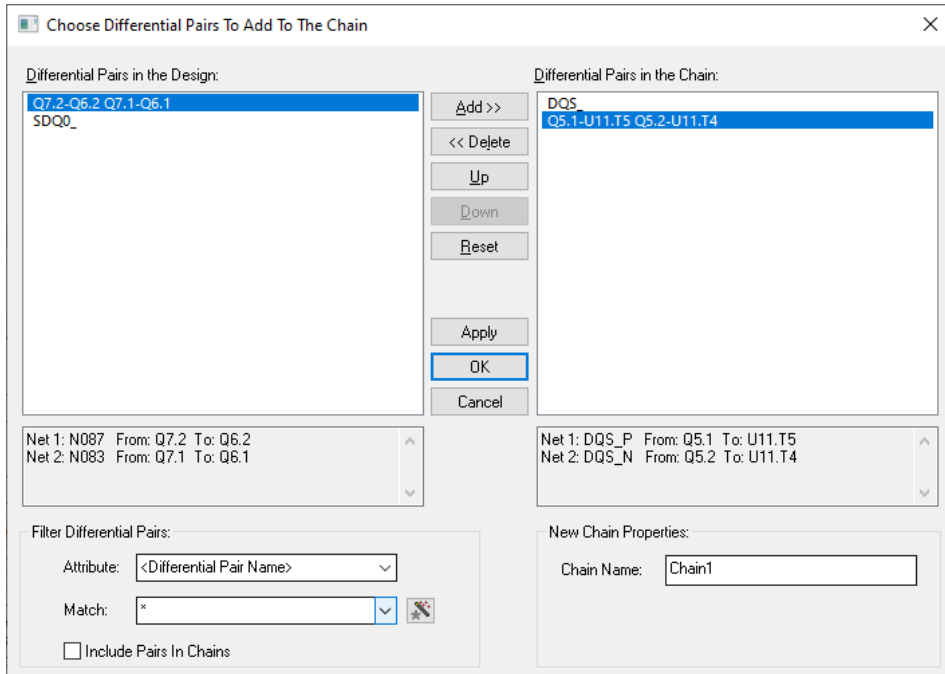 Choose Differential Pairs To Add To The Chain
Differential Pairs in the Design:
Q7.2-Q6.2 Q7.1-Q6.1
SDQ0_
Add >>
<< Delete
Up
Down
Reset
Apply
OK
Cancel
Differential Pairs in the Chain:
DQS_
Q5.1-U11.T5 Q5.2-U11.T4
Net 1: N087 From: Q7.2 To: Q6.2
Net 2: N083 From: Q7.1 To: Q6.1
Net 1: DQS_P From: Q5.1 To: U11.T5
Net 2: DQS_N From: Q5.2 To: U11.T4
Filter Differential Pairs:
Attribute: <Differential Pair Name>
Match: *
Include Pairs In Chains
New Chain Properties:
Chain Name: Chain1